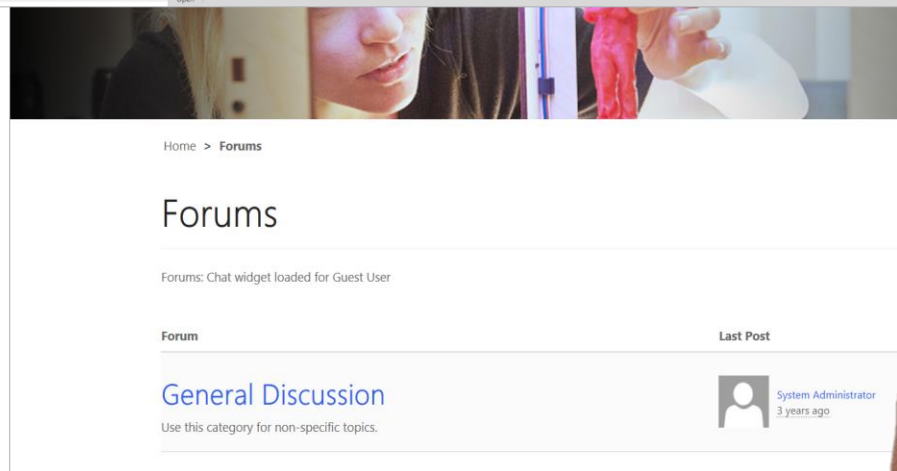 Home > Forums
Forums
Forums: Chat widget loaded for Guest User
Forum Last Post
General Discussion
Use this category for non-specific topics.
System Administrator
3 years ago